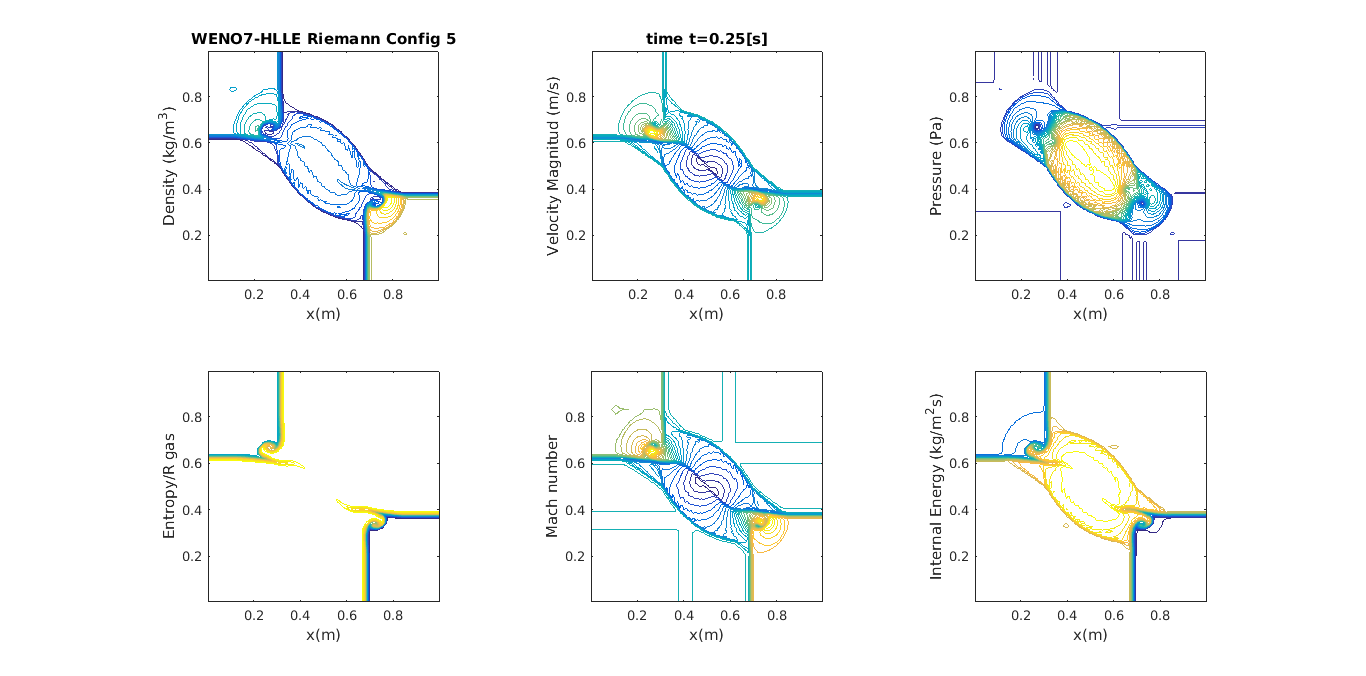 WENO7-HLLE Riemann Config 5
Density (kg/m³)
0.8
0.6
0.4
0.2
0.2 0.4 0.6 0.8
x(m)
time t=0.25[s]
Velocity Magnitud (m/s)
0.8
0.6
0.4
0.2
0.2 0.4 0.6 0.8
x(m)
Pressure (Pa)
0.8
0.6
0.4
0.2
0.2 0.4 0.6 0.8
x(m)
Entropy/R gas
0.8
0.6
0.4
0.2
0.2 0.4 0.6 0.8
x(m)
Mach number
0.8
0.6
0.4
0.2
0.2 0.4 0.6 0.8
x(m)
Internal Energy (kg/m²s)
0.8
0.6
0.4
0.2
0.2 0.4 0.6 0.8
x(m)